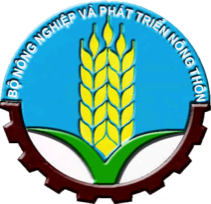 BỘ NÔNG NGHIỆP VÀ PHÁT TRIỂN NÔNG THÔN